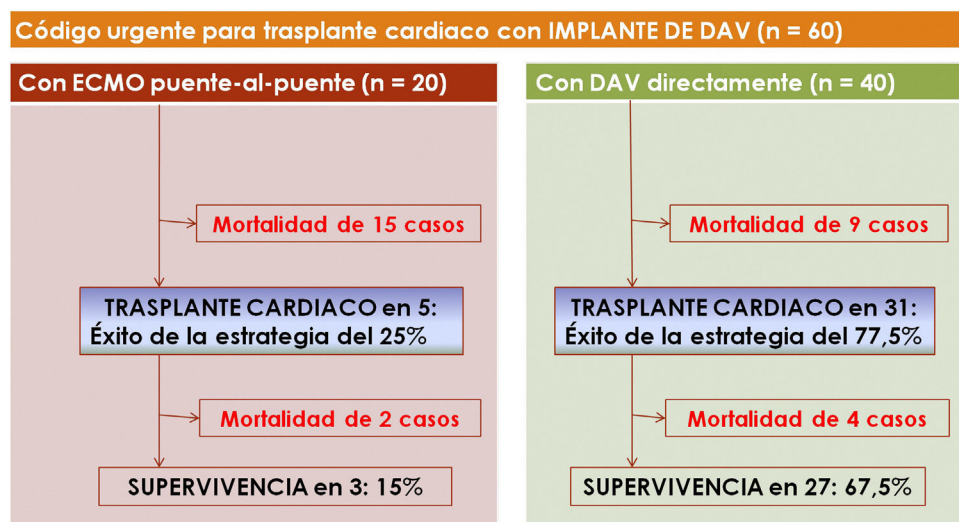 Código urgente para trasplante cardiaco con IMPLANTE DE DAV (n = 60)
Con ECMO puente-al-puente (n = 20)
Mortalidad de 15 casos
TRASPLANTE CARDIACO en 5:
Éxito de la estrategia del 25%
Mortalidad de 2 casos
SUPERVIVENCIA en 3: 15%
Con DAV directamente (n = 40)
Mortalidad de 9 casos
TRASPLANTE CARDIACO en 31:
Éxito de la estrategia del 77,5%
Mortalidad de 4 casos
SUPERVIVENCIA en 27: 67,5%